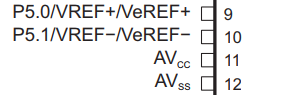 P5.0/VREF+/VeREF+ 9
P5.1/VREF−/VeREF− 10
AVcc 11
AVss 12